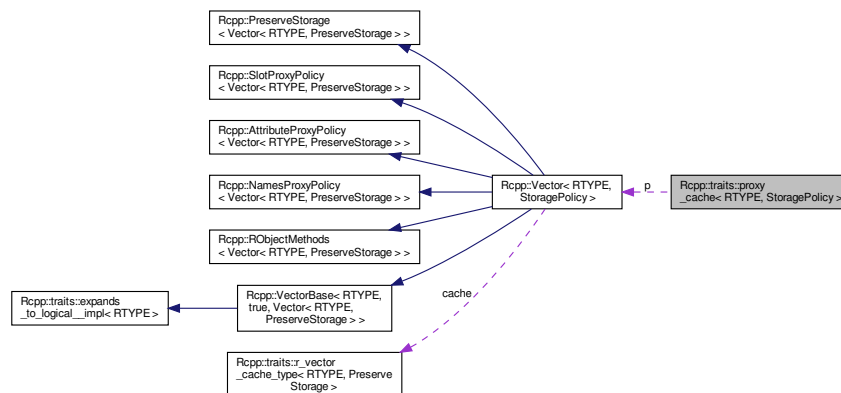 Rcpp::PreserveStorage
< Vector< RTYPE, PreserveStorage > >
Rcpp::SlotProxyPolicy
< Vector< RTYPE, PreserveStorage > >
Rcpp::AttributeProxyPolicy
< Vector< RTYPE, PreserveStorage > >
Rcpp::NamesProxyPolicy
< Vector< RTYPE, PreserveStorage > >
Rcpp::RObjectMethods
< Vector< RTYPE, PreserveStorage > >
Rcpp::VectorBase< RTYPE,
true, Vector< RTYPE,
PreserveStorage > >
Rcpp::traits::expands
_to_logical__impl< RTYPE >
Rcpp::traits::r_vector
_cache_type< RTYPE, Preserve
Storage >
Rcpp::Vector< RTYPE,
StoragePolicy >
cache
p
Rcpp::traits::proxy
_cache< RTYPE, StoragePolicy >